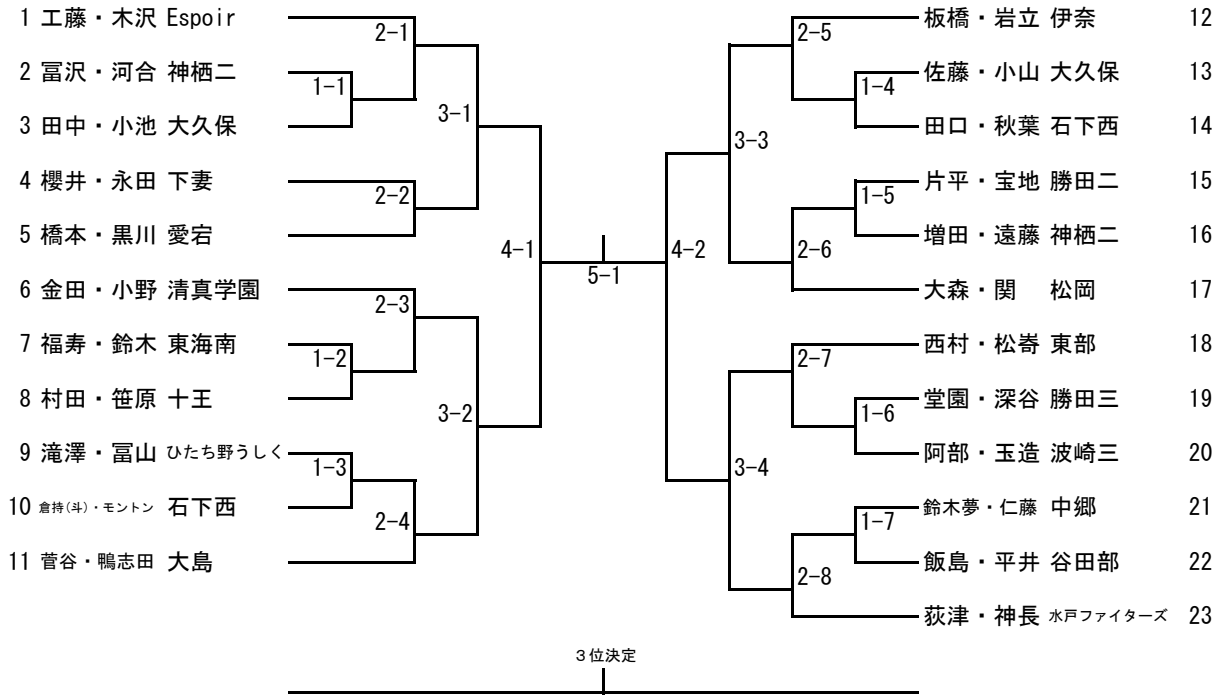 1 工藤・木沢 Espoir
2 冨沢・河合 神栖二
3 田中・小池 大久保
4 櫻井・永田 下妻
5 橋本・黒川 愛宕
6 金田・小野 清真学園
7 福寿・鈴木 東海南
8 村田・笹原 十王
9 滝澤・冨山 ひたち野うしく
10 倉持(斗)・モントン 石下西
11 菅谷・鴨志田 大島
2-1
1-1
3-1
2-2
4-1
2-3
1-2
3-2
1-3
2-4
5-1
4-2
2-5
1-4
3-3
1-5
2-6
2-7
1-6
3-4
1-7
2-8
板橋・岩立 伊奈 12
佐藤・小山 大久保 13
田口・秋葉 石下西 14
片平・宝地 勝田二 15
増田・遠藤 神栖二 16
大森・関 松岡 17
西村・松嵜 東部 18
堂園・深谷 勝田三 19
阿部・玉造 波崎三 20
鈴木夢・仁藤 中郷 21
飯島・平井 谷田部 22
荻津・神長 水戸ファイターズ 23
3位決定